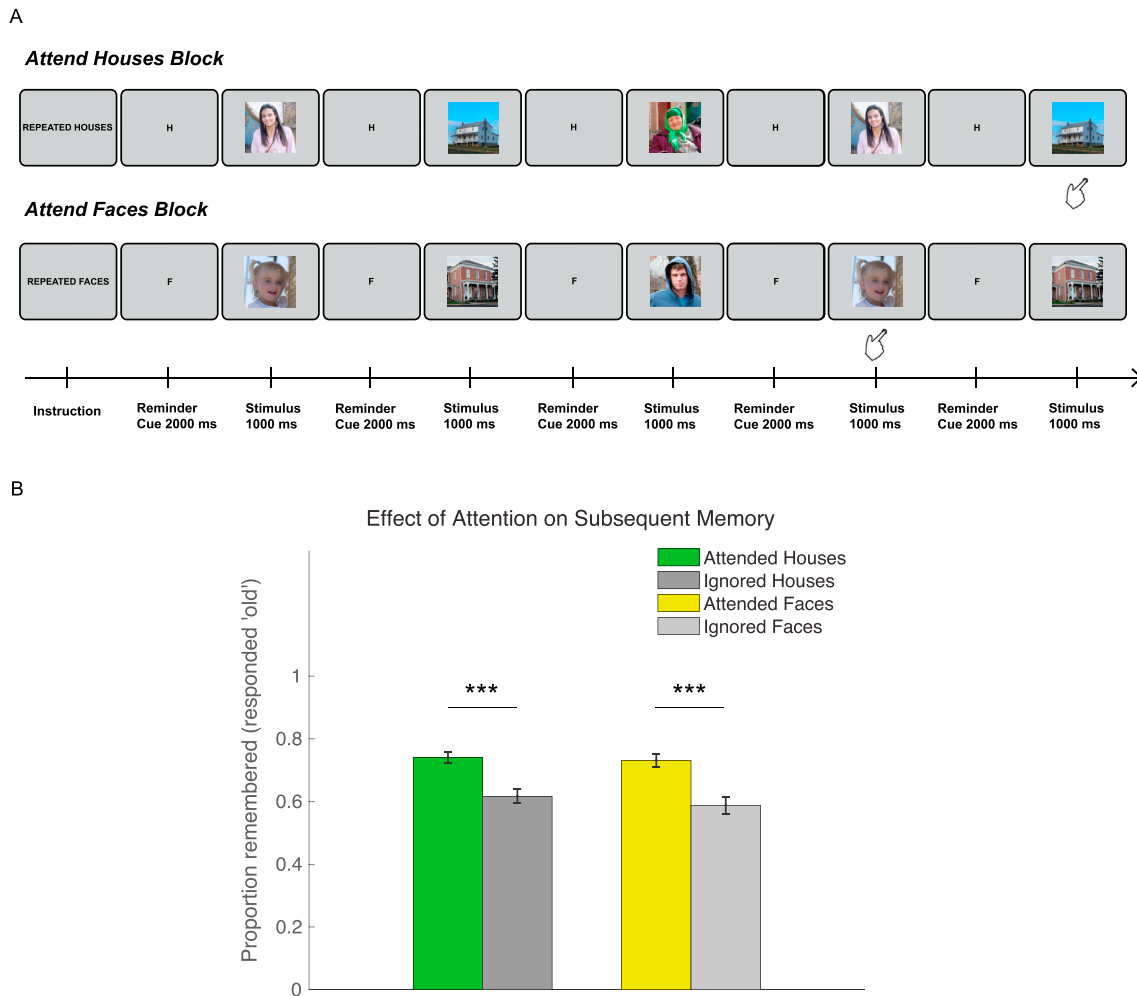 A
Attend Houses Block
REPEATED HOUSES
H
H
H
H
H
Attend Faces Block
REPEATED FACES
F
F
F
F
F
Instruction
Reminder
Cue 2000 ms
Stimulus
1000 ms
Reminder
Cue 2000 ms
Stimulus
1000 ms
Reminder
Cue 2000 ms
Stimulus
1000 ms
Reminder
Cue 2000 ms
Stimulus
1000 ms
Reminder
Cue 2000 ms
Stimulus
1000 ms
B
Effect of Attention on Subsequent Memory
Attended Houses
Ignored Houses
Attended Faces
Ignored Faces
Proportion remembered (responded 'old')
1
0.8
0.6
0.4
0.2
0
***
***